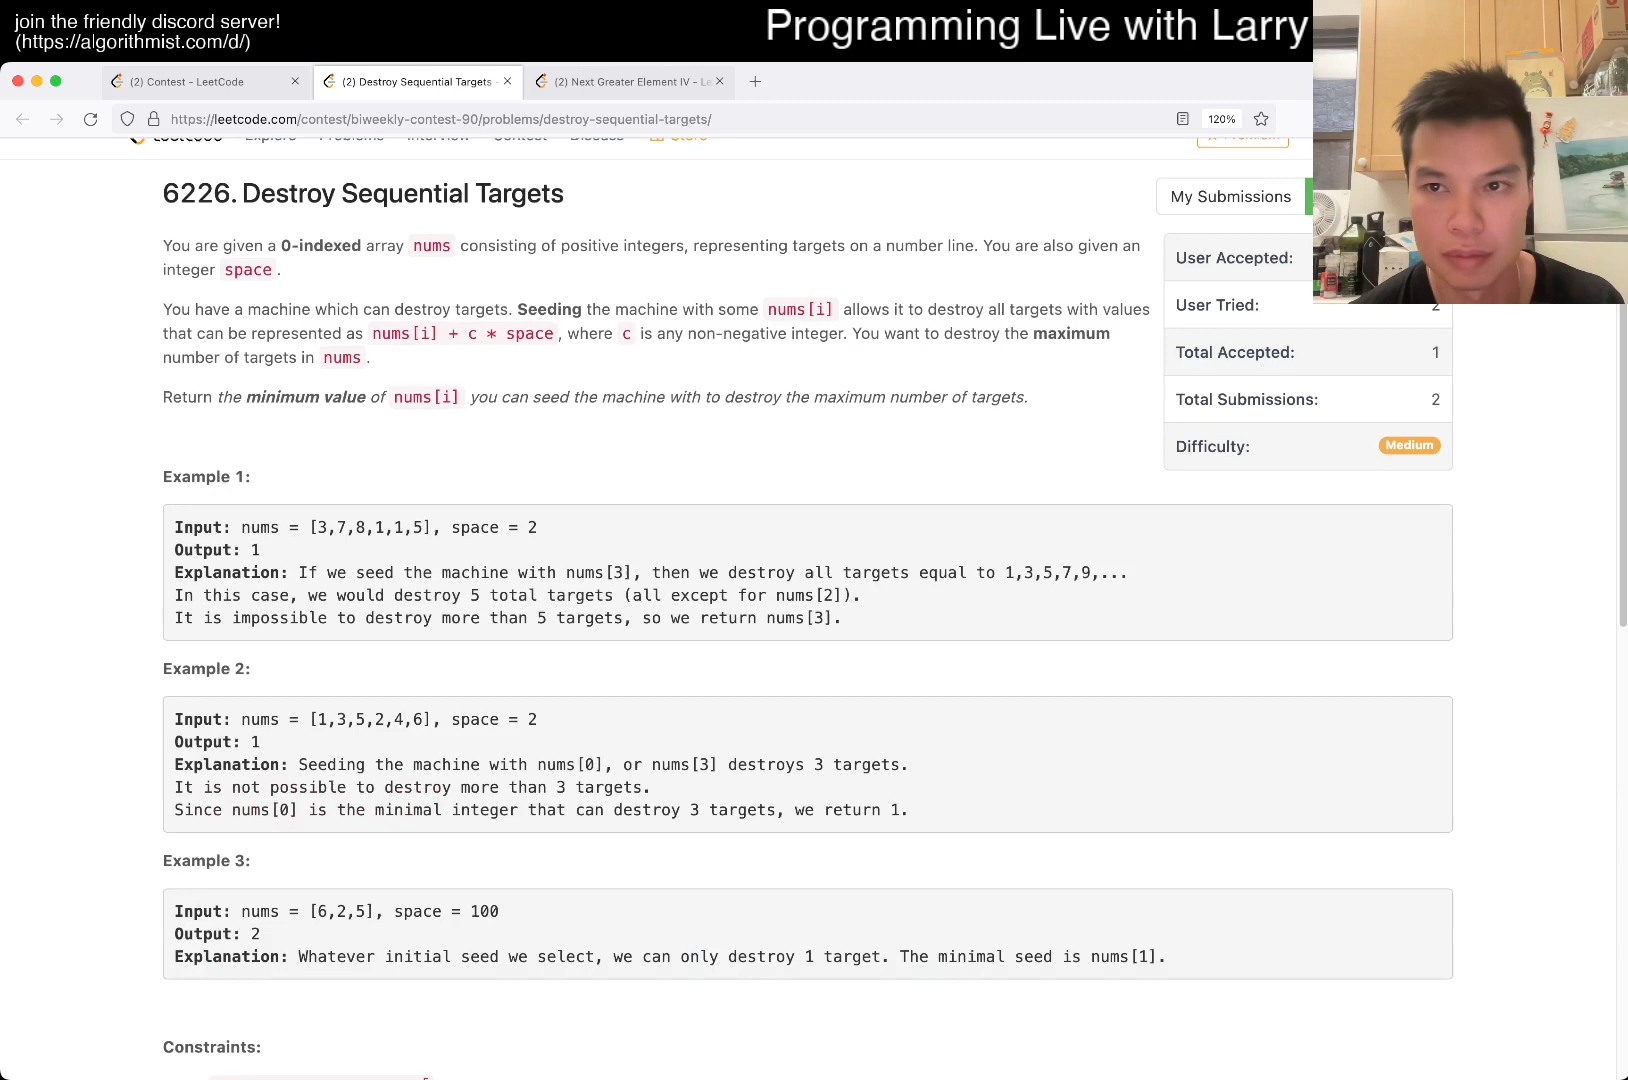 join the friendly discord server!
(https://algorithmist.com/d/)
Programming Live with Larry
(2) Contest - LeetCode
(2) Destroy Sequential Targets -
(2) Next Greater Element IV - Le
https://leetcode.com/contest/biweekly-contest-90/problems/destroy-sequential-targets/
120%
LeetCode Explore Problems Interview Contest Discuss Store
Premium
6226. Destroy Sequential Targets
My Submissions
You are given a 0-indexed array nums consisting of positive integers, representing targets on a number line. You are also given an
integer space.
You have a machine which can destroy targets. Seeding the machine with some nums[i] allows it to destroy all targets with values
that can be represented as nums[i] + c * space, where c is any non-negative integer. You want to destroy the maximum
number of targets in nums.
Return the minimum value of nums[i] you can seed the machine with to destroy the maximum number of targets.
User Accepted:
User Tried: 2
Total Accepted: 1
Total Submissions: 2
Difficulty: Medium
Example 1:
Input: nums = [3,7,8,1,1,5], space = 2
Output: 1
Explanation: If we seed the machine with nums[3], then we destroy all targets equal to 1,3,5,7,9,...
In this case, we would destroy 5 total targets (all except for nums[2]).
It is impossible to destroy more than 5 targets, so we return nums[3].
Example 2:
Input: nums = [1,3,5,2,4,6], space = 2
Output: 1
Explanation: Seeding the machine with nums[0], or nums[3] destroys 3 targets.
It is not possible to destroy more than 3 targets.
Since nums[0] is the minimal integer that can destroy 3 targets, we return 1.
Example 3:
Input: nums = [6,2,5], space = 100
Output: 2
Explanation: Whatever initial seed we select, we can only destroy 1 target. The minimal seed is nums[1].
Constraints: